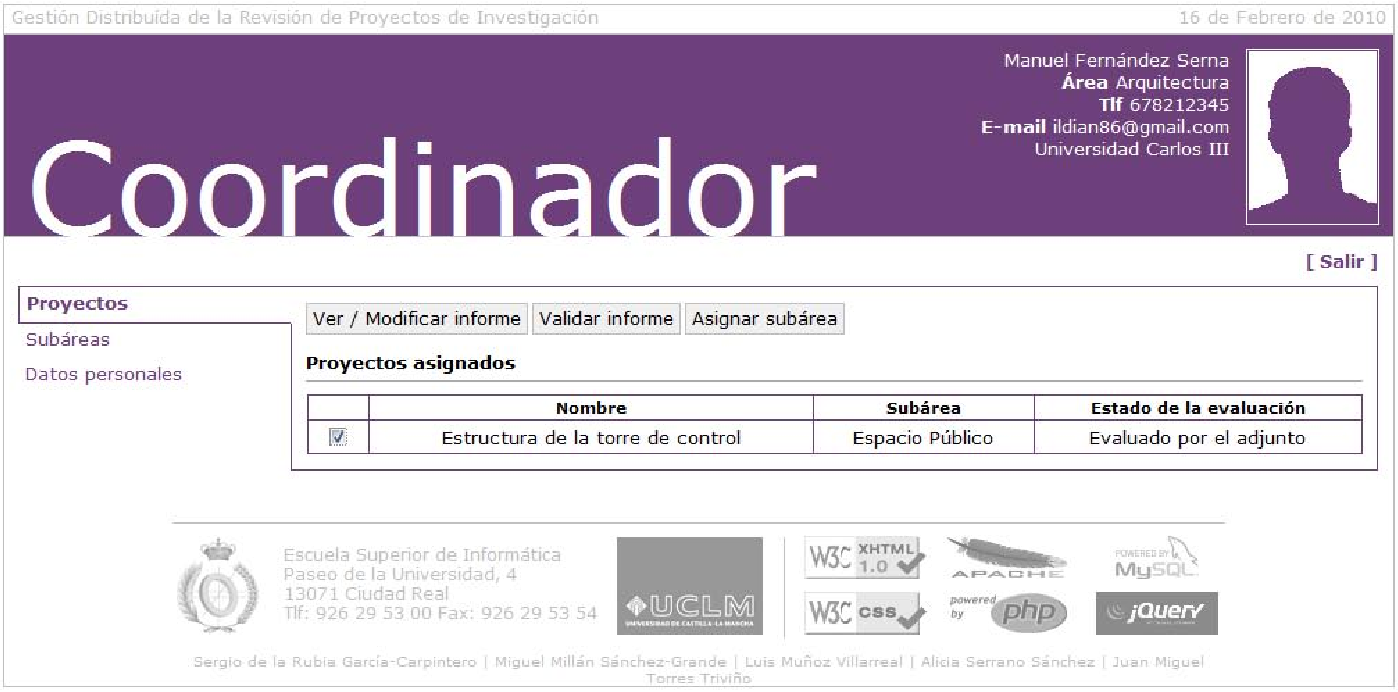 Gestión Distribuída de la Revisión de Proyectos de Investigación
16 de Febrero de 2010
Manuel Fernández Serna
Área Arquitectura
Tlf 678212345
E-mail ildian86@gmail.com
Universidad Carlos III
Coordinador
[ Salir ]
Proyectos
Subáreas
Datos personales
Ver / Modificar informe Validar informe Asignar subárea
Proyectos asignados
Nombre Subárea Estado de la evaluación
Estructura de la torre de control Espacio Público Evaluado por el adjunto
Escuela Superior de Informática
Paseo de la Universidad, 4
13071 Ciudad Real
Tlf: 926 29 53 00 Fax: 926 29 53 54
UCLM
UNIVERSIDAD DE CASTILLA-LA MANCHA
W3C XHTML 1.0
W3C css
APACHE
powered by php
POWERED BY MySQL
jQuery
Sergio de la Rubia García-Carpintero | Miguel Millán Sánchez-Grande | Luis Muñoz Villarreal | Alicia Serrano Sánchez | Juan Miguel
Torres Triviño